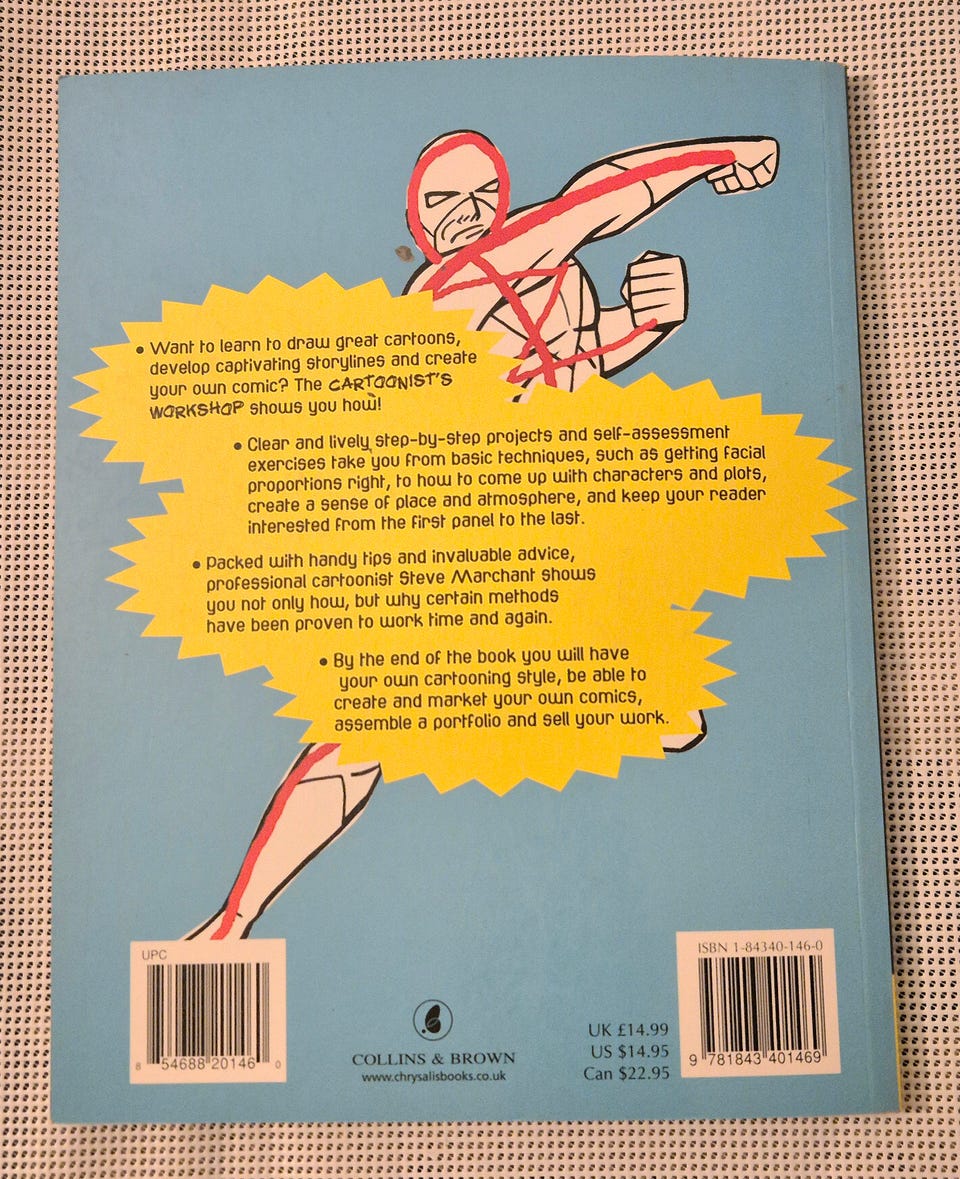 • Want to learn to draw great cartoons,
develop captivating storylines and create
your own comic? The CARTOONIST'S
WORKSHOP shows you how!
• Clear and lively step-by-step projects and self-assessment
exercises take you from basic techniques, such as getting facial
proportions right, to how to come up with characters and plots,
create a sense of place and atmosphere, and keep your reader
interested from the first panel to the last.
• Packed with handy tips and invaluable advice,
professional cartoonist Steve Marchant shows
you not only how, but why certain methods
have been proven to work time and again.
• By the end of the book you will have
your own cartooning style, be able to
create and market your own comics,
assemble a portfolio and sell your work.
UPC
8 54688 20146 0
COLLINS & BROWN
www.chrysalisbooks.co.uk
UK £14.99
US $14.95
Can $22.95
ISBN 1-84340-146-0
9 781843 401469